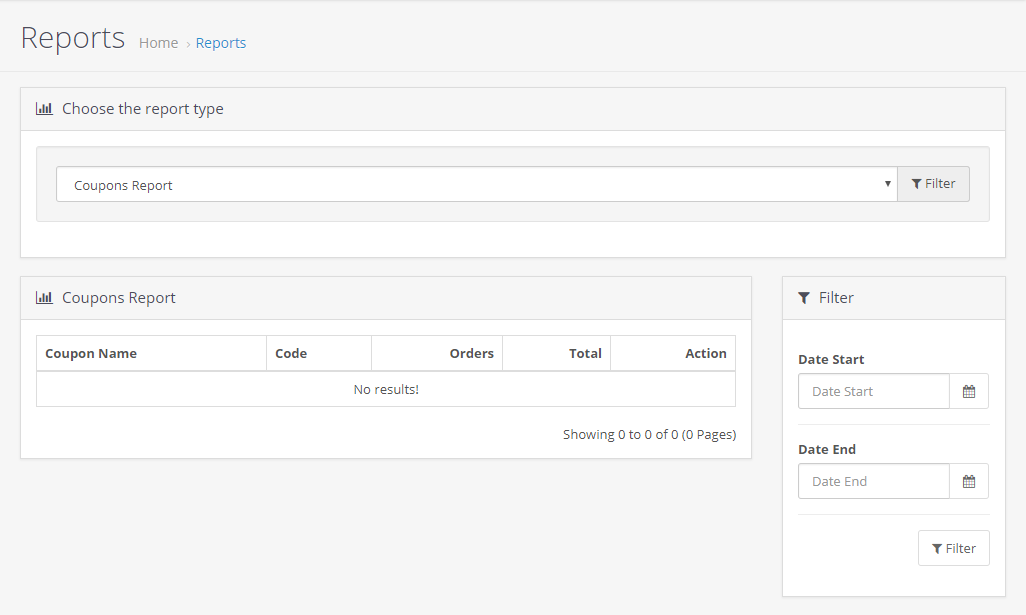 Reports Home › Reports
Choose the report type
Coupons Report Filter
Coupons Report
Coupon Name Code Orders Total Action
No results!
Showing 0 to 0 of 0 (0 Pages)
Filter
Date Start
Date Start
Date End
Date End
Filter